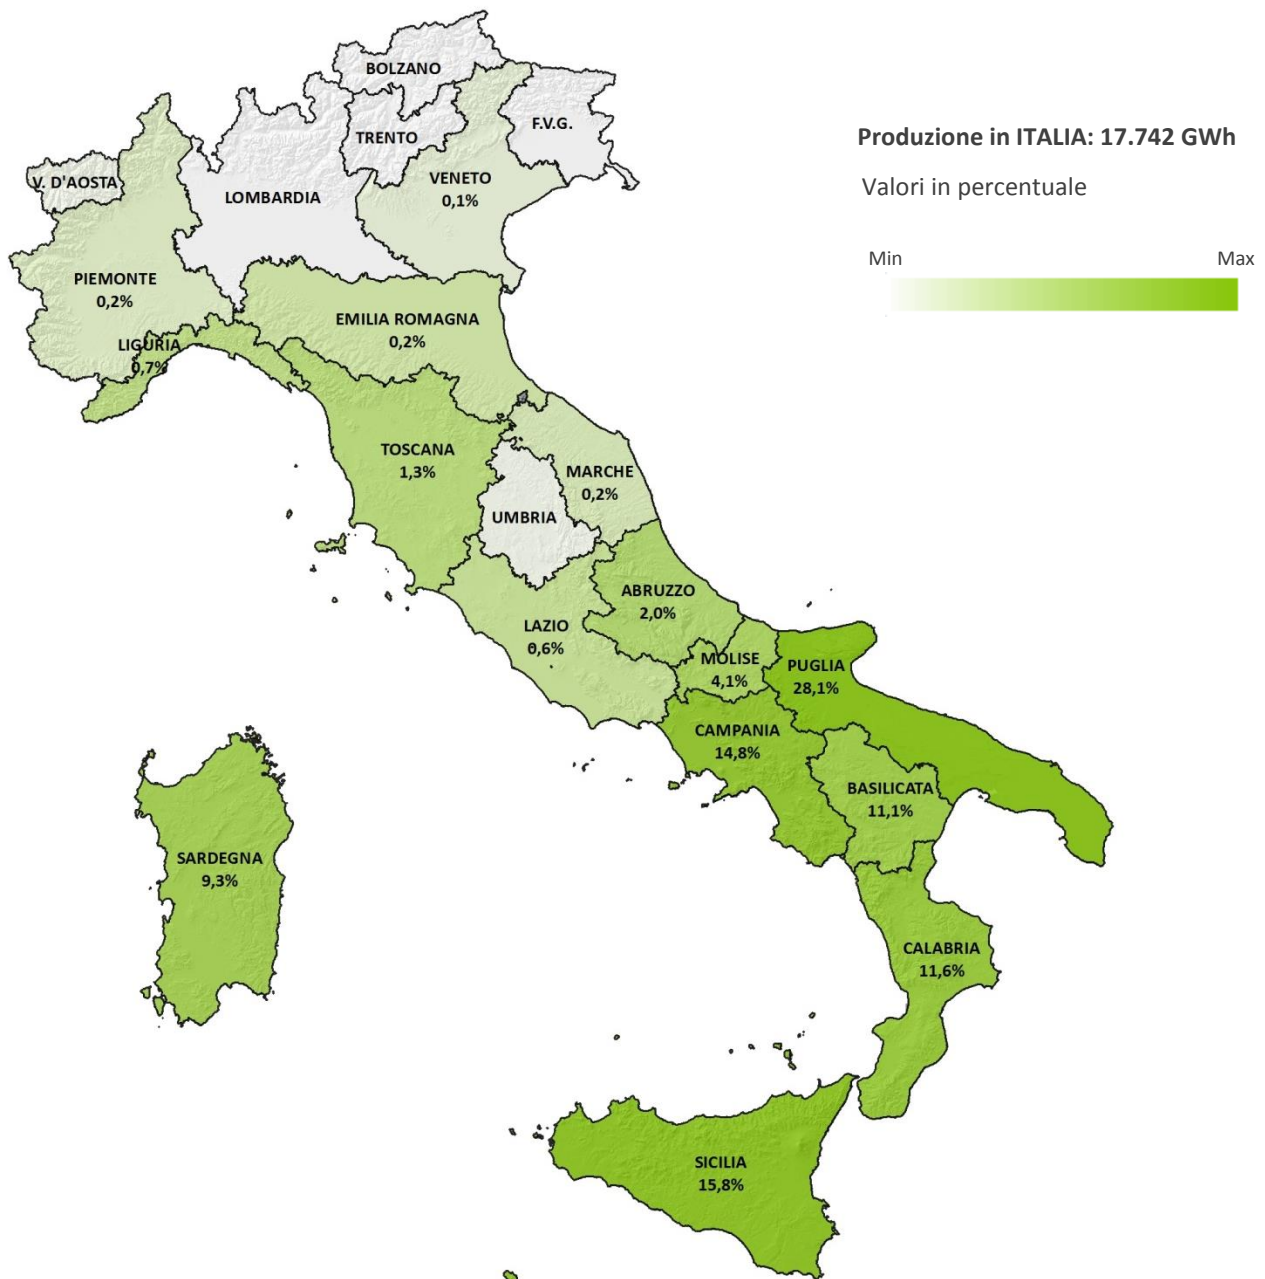 BOLZANO
TRENTO
F.V.G.
Produzione in ITALIA: 17.742 GWh
Valori in percentuale
V. D'AOSTA
LOMBARDIA
VENETO
0,1%
Min
Max
PIEMONTE
0,2%
EMILIA ROMAGNA
0,2%
LIGURIA
0,7%
TOSCANA
1,3%
MARCHE
0,2%
UMBRIA
ABRUZZO
2,0%
LAZIO
0,6%
MOLISE
4,1%
PUGLIA
28,1%
CAMPANIA
14,8%
BASILICATA
11,1%
SARDEGNA
9,3%
CALABRIA
11,6%
SICILIA
15,8%